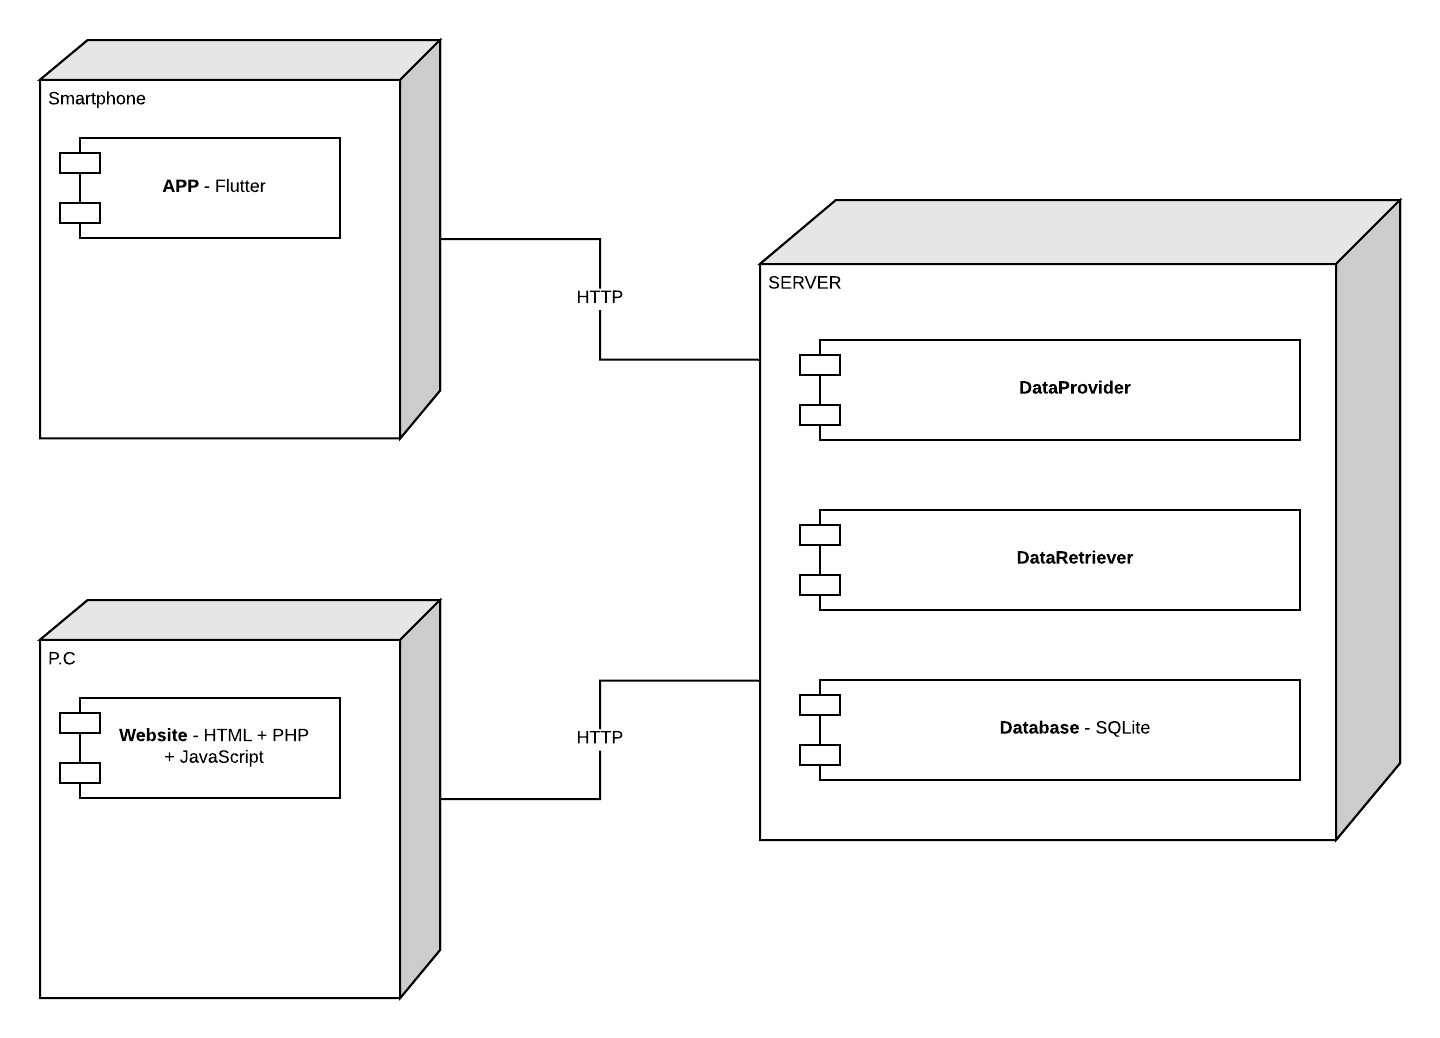 Smartphone
APP - Flutter
HTTP
SERVER
DataProvider
DataRetriever
Database - SQLite
P.C
Website - HTML + PHP
+ JavaScript
HTTP